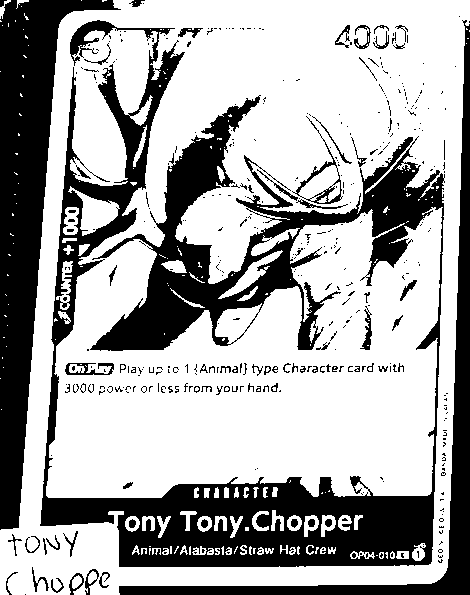 3
4000
COUNTER +1000
On Play Play up to 1 {Animal} type Character card with
3000 power or less from your hand.
CHARACTER
Tony Tony.Chopper
Animal/Alabasta/Straw Hat Crew
OP04-010 C 1
TONY
Choppe